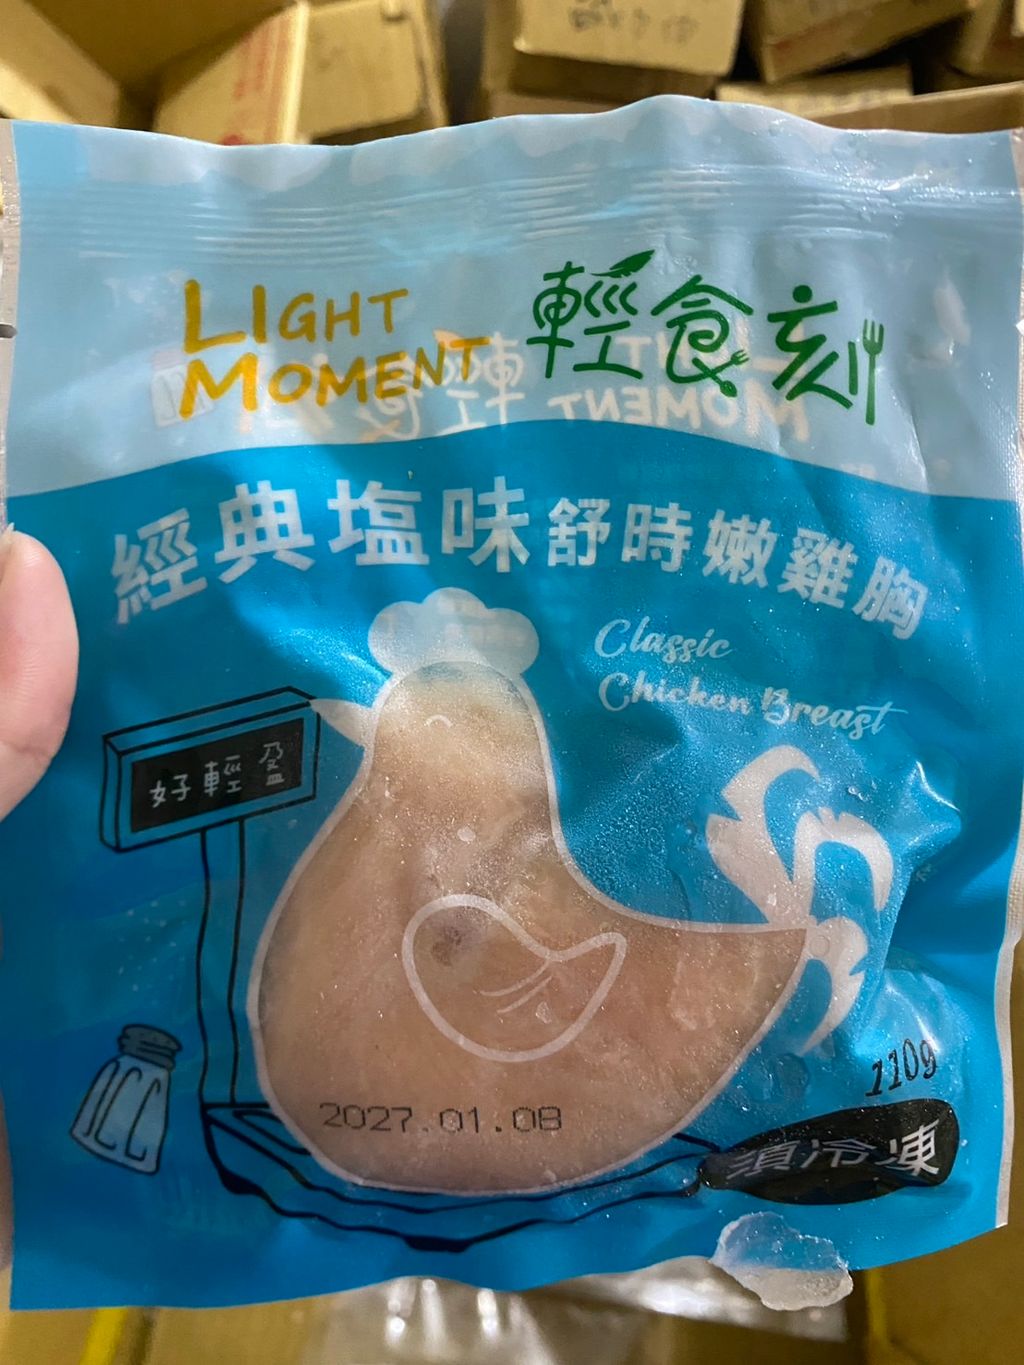 LIGHT
MOMENT
輕食刻
經典塩味舒時嫩雞胸
Classic
Chicken Breast
好輕盈
110g
2027.01.08
須冷凍